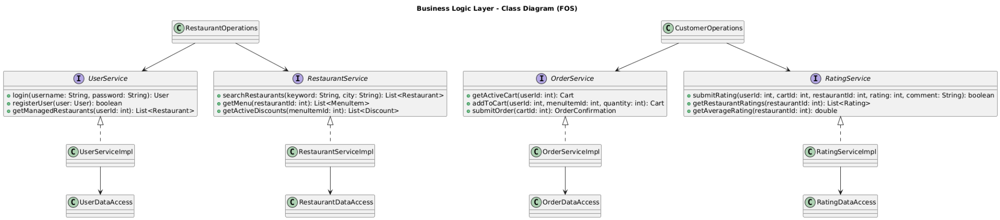 Business Logic Layer - Class Diagram (FOS)
C RestaurantOperations
C CustomerOperations
I UserService
login(username: String, password: String): User
registerUser(user: User): boolean
getManagedRestaurants(userId: int): List<Restaurant>
I RestaurantService
searchRestaurants(keyword: String, city: String): List<Restaurant>
getMenu(restaurantId: int): List<MenuItem>
getActiveDiscounts(menuItemId: int): List<Discount>
I OrderService
getActiveCart(userId: int): Cart
addToCart(userId: int, menuItemId: int, quantity: int): Cart
submitOrder(cartId: int): OrderConfirmation
I RatingService
submitRating(userId: int, cartId: int, restaurantId: int, rating: int, comment: String): boolean
getRestaurantRatings(restaurantId: int): List<Rating>
getAverageRating(restaurantId: int): double
C UserServiceImpl
C RestaurantServiceImpl
C OrderServiceImpl
C RatingServiceImpl
C UserDataAccess
C RestaurantDataAccess
C OrderDataAccess
C RatingDataAccess